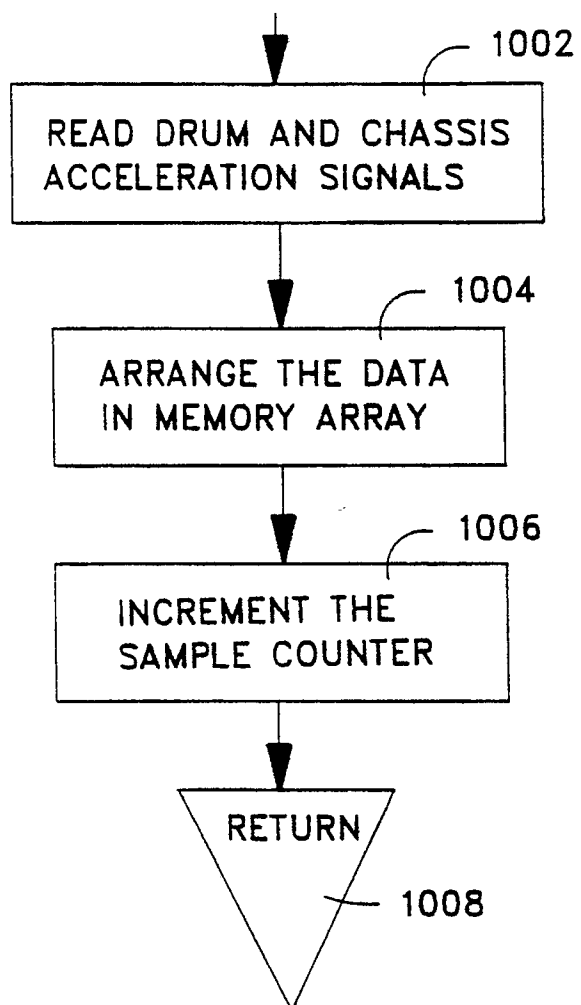 1002
READ DRUM AND CHASSIS
ACCELERATION SIGNALS
1004
ARRANGE THE DATA
IN MEMORY ARRAY
1006
INCREMENT THE
SAMPLE COUNTER
RETURN
1008